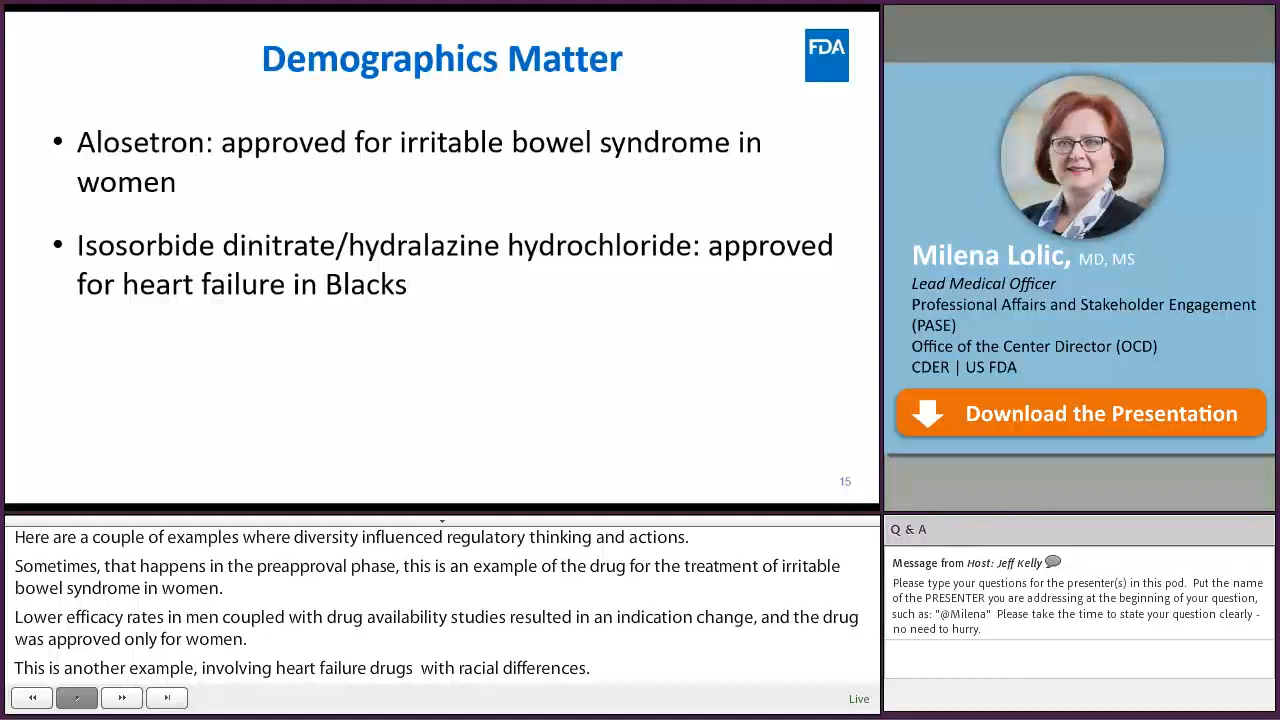 Demographics Matter
FDA
• Alosetron: approved for irritable bowel syndrome in
women
• Isosorbide dinitrate/hydralazine hydrochloride: approved
for heart failure in Blacks
15
Milena Lolic, MD, MS
Lead Medical Officer
Professional Affairs and Stakeholder Engagement
(PASE)
Office of the Center Director (OCD)
CDER | US FDA
Download the Presentation
Here are a couple of examples where diversity influenced regulatory thinking and actions.
Sometimes, that happens in the preapproval phase, this is an example of the drug for the treatment of irritable
bowel syndrome in women.
Lower efficacy rates in men coupled with drug availability studies resulted in an indication change, and the drug
was approved only for women.
This is another example, involving heart failure drugs  with racial differences.
Live
Q & A
Message from Host: Jeff Kelly
Please type your questions for the presenter(s) in this pod.  Put the name
of the PRESENTER you are addressing at the beginning of your question,
such as: "@Milena"  Please take the time to state your question clearly -
no need to hurry.